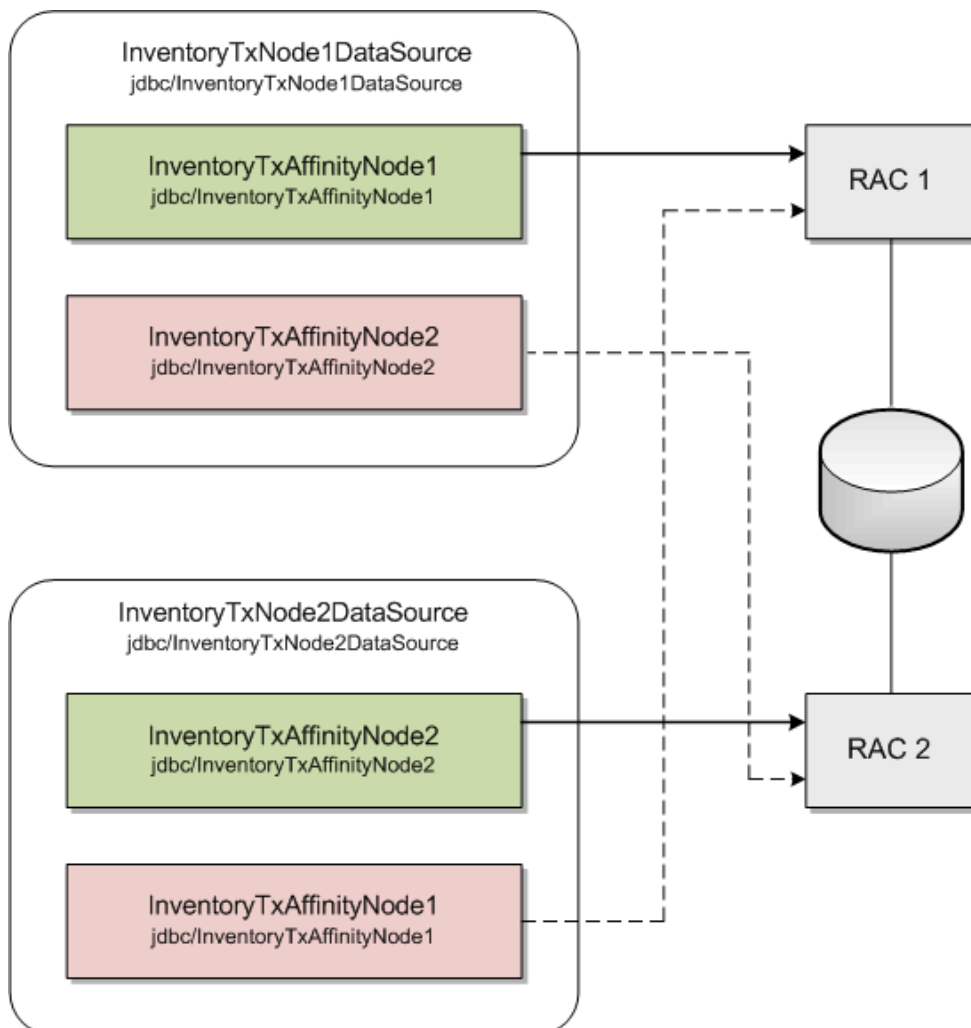 InventoryTxNode1DataSource
jdbc/InventoryTxNode1DataSource
InventoryTxAffinityNode1
jdbc/InventoryTxAffinityNode1
RAC 1
InventoryTxAffinityNode2
jdbc/InventoryTxAffinityNode2
InventoryTxNode2DataSource
jdbc/InventoryTxNode2DataSource
InventoryTxAffinityNode2
jdbc/InventoryTxAffinityNode2
RAC 2
InventoryTxAffinityNode1
jdbc/InventoryTxAffinityNode1